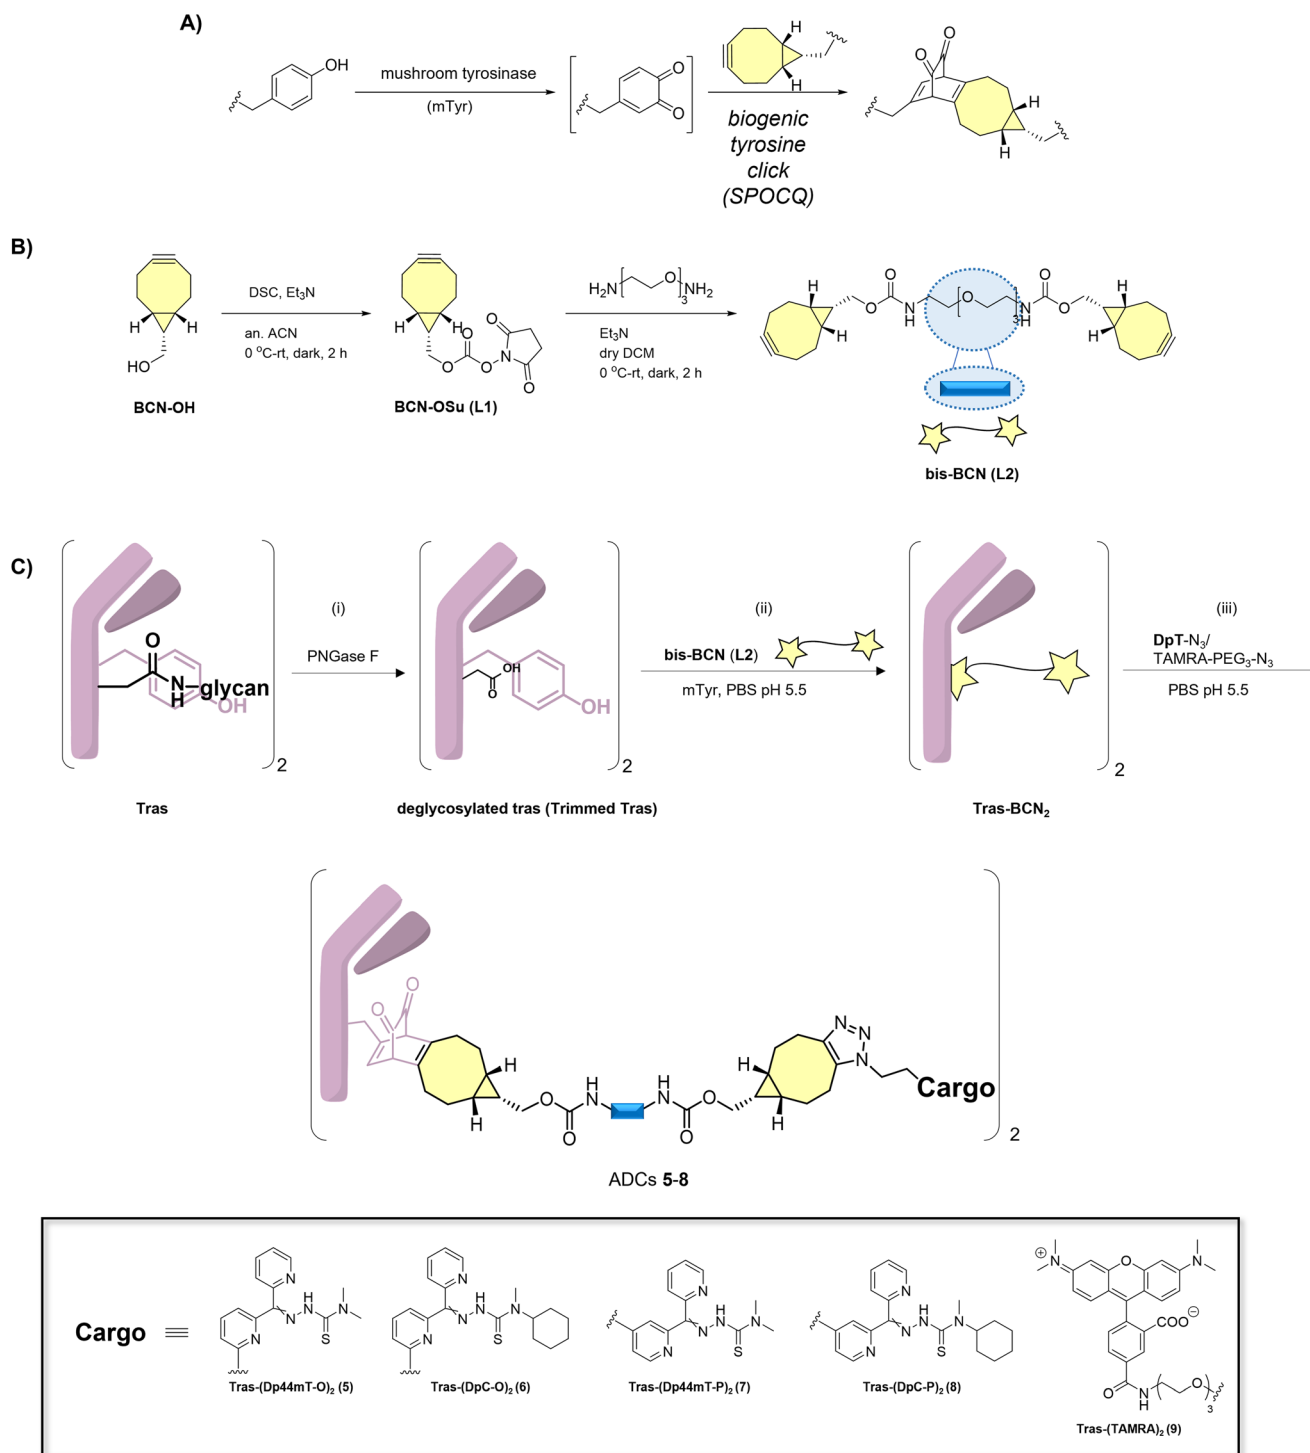 A)
OH
mushroom tyrosinase
(mTyr)
O
O
H
H
biogenic
tyrosine
click
(SPOCQ)
O
O
H
H
B)
H
H
HO
BCN-OH
DSC, Et₃N
an. ACN
0 °C-rt, dark, 2 h
H
H
O
O
O
N
O
O
BCN-OSu (L1)
H₂N
O
3
NH₂
Et₃N
dry DCM
0 °C-rt, dark, 2 h
H
H
O
O
N
H
O
3
N
H
O
O
H
H
bis-BCN (L2)
C)
O
N
H
glycan
OH
2
Tras
(i)
PNGase F
OH
O
OH
2
deglycosylated tras (Trimmed Tras)
(ii)
bis-BCN (L2)
mTyr, PBS pH 5.5
2
Tras-BCN₂
(iii)
DpT-N₃/
TAMRA-PEG₃-N₃
PBS pH 5.5
O
O
H
H
O
O
H
N
H
N
O
O
H
H
N
N
N
Cargo
2
ADCs 5-8
Cargo
N
N
N
H
N
N
S
Tras-(Dp44mT-O)₂ (5)
N
N
N
H
N
N
S
Tras-(DpC-O)₂ (6)
N
N
N
H
N
N
S
Tras-(Dp44mT-P)₂ (7)
N
N
N
H
N
N
S
Tras-(DpC-P)₂ (8)
⊕
N
O
N
COO⊖
O
N
H
O
3
Tras-(TAMRA)₂ (9)